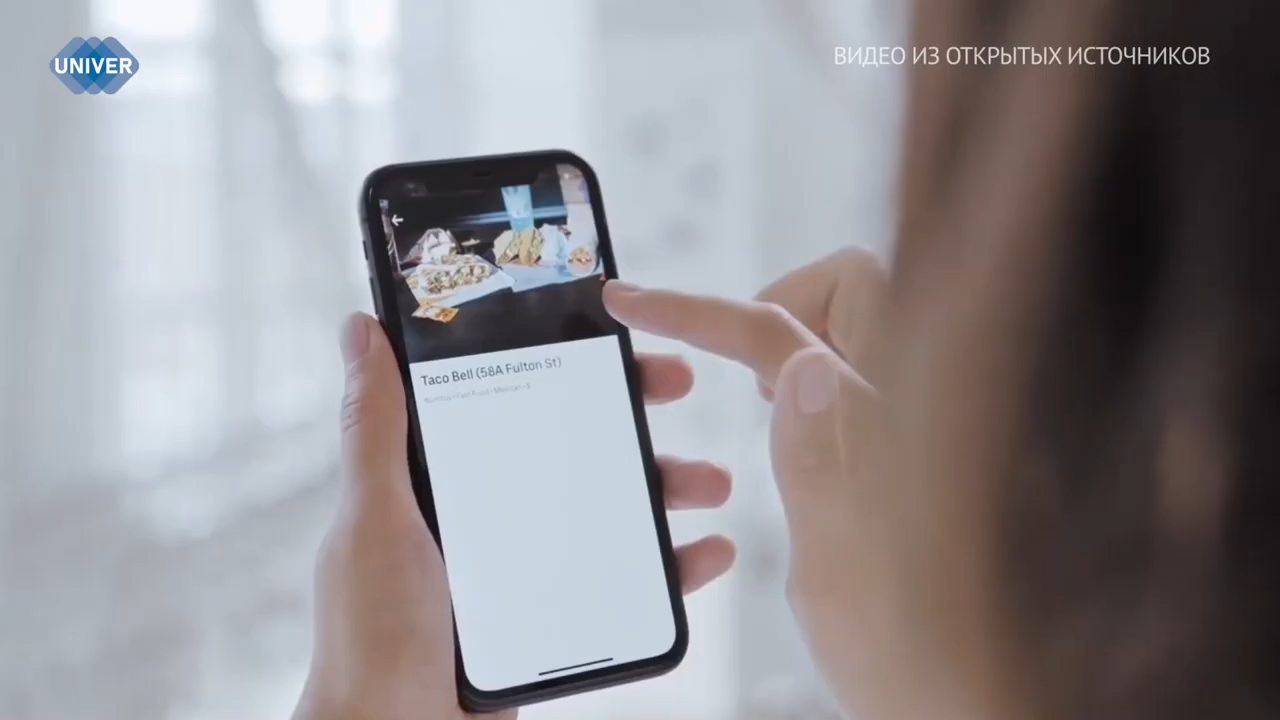 UNIVER
ВИДЕО ИЗ ОТКРЫТЫХ ИСТОЧНИКОВ
Taco Bell (58A Fulton St)